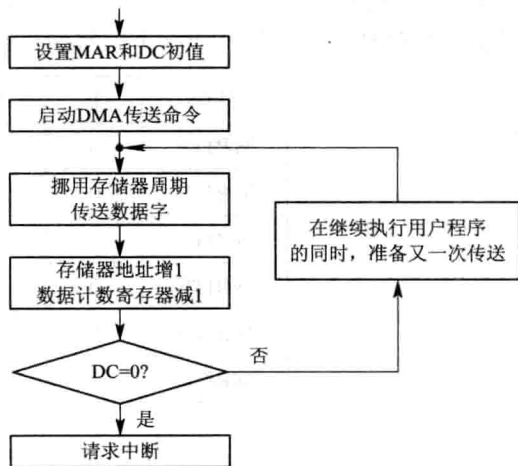 设置MAR和DC初值
启动DMA传送命令
挪用存储器周期
传送数据字
在继续执行用户程序
的同时，准备又一次传送
存储器地址增1
数据计数寄存器减1
DC=0?
否
是
请求中断